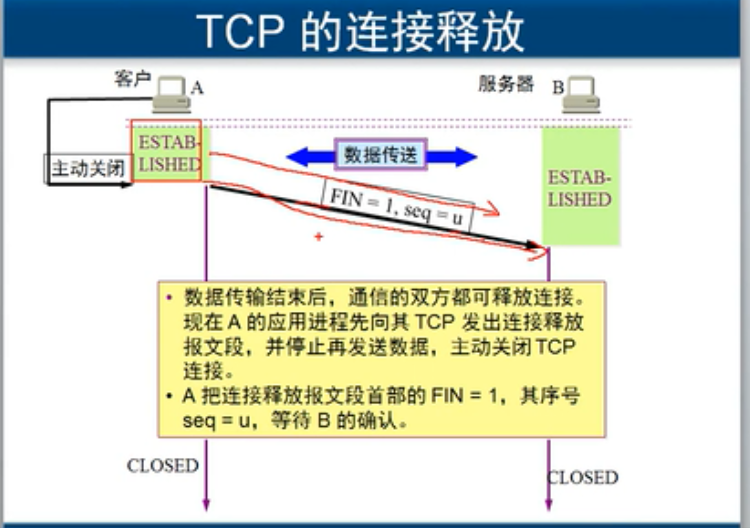 TCP 的连接释放
客户 A
服务器 B
ESTAB-
LISHED
主动关闭
数据传送
ESTAB-
LISHED
FIN = 1, seq = u
• 数据传输结束后，通信的双方都可释放连接。
现在 A 的应用进程先向其 TCP 发出连接释放
报文段，并停止再发送数据，主动关闭 TCP
连接。
• A 把连接释放报文段首部的 FIN = 1，其序号
seq = u，等待 B 的确认。
CLOSED
CLOSED